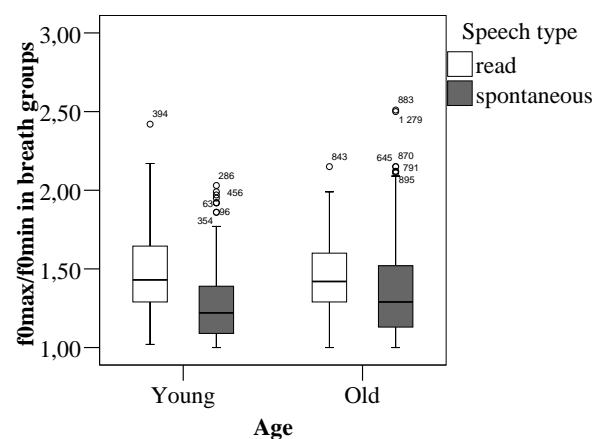 f0max/f0min in breath groups
3,00
2,50
2,00
1,50
1,00
394
286
456
63
96
354
843
883
1 279
645
870
791
895
Young
Old
Age
Speech type
read
spontaneous